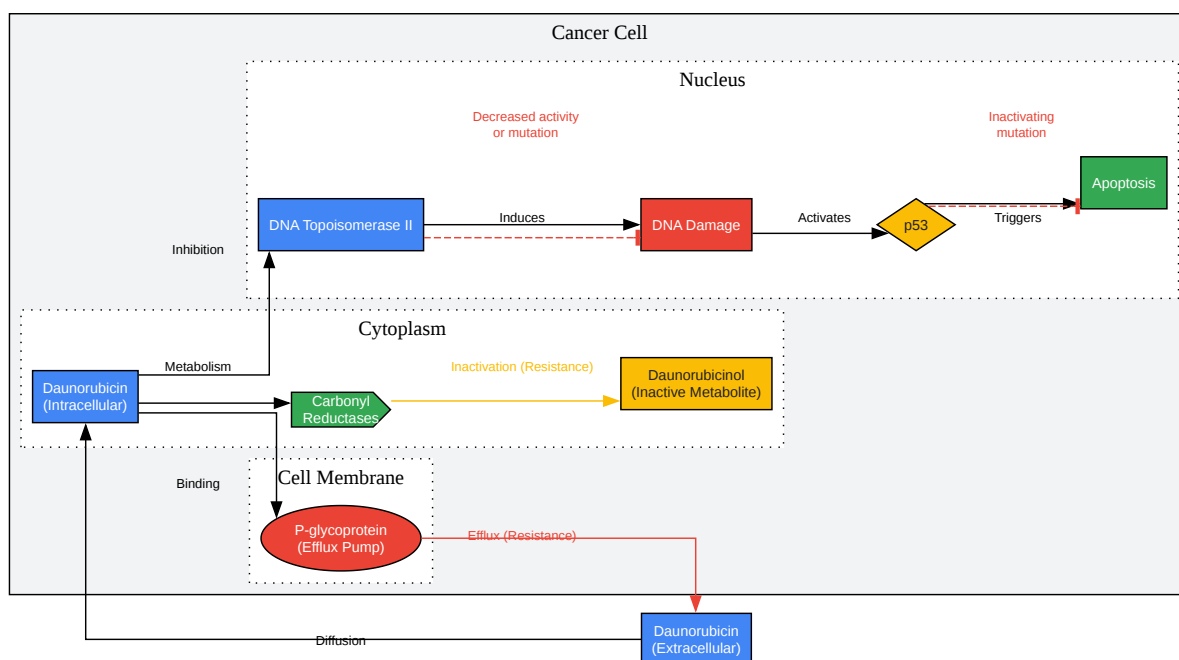 Cancer Cell
Nucleus
Decreased activity
or mutation
Inactivating
mutation
Apoptosis
DNA Topoisomerase II
Induces
DNA Damage
Activates
p53
Triggers
Inhibition
Cytoplasm
Metabolism
Inactivation (Resistance)
Daunorubicin
(Intracellular)
Carbonyl
Reductases
Daunorubicinol
(Inactive Metabolite)
Cell Membrane
Binding
P-glycoprotein
(Efflux Pump)
Efflux (Resistance)
Diffusion
Daunorubicin
(Extracellular)